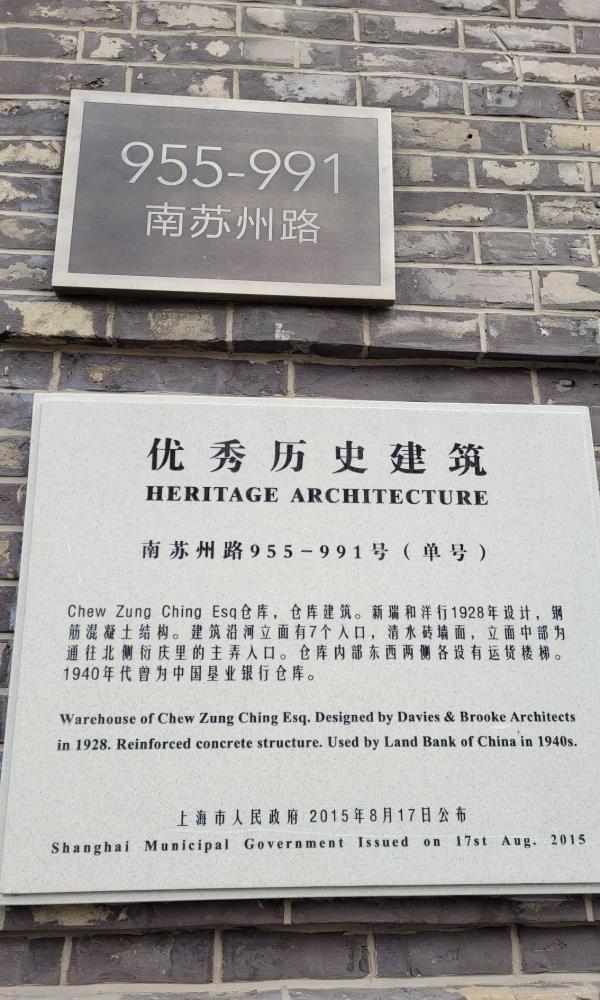 955-991
南苏州路
优秀历史建筑
HERITAGE ARCHITECTURE
南苏州路955-991号（单号）
Chew Zung Ching Esq仓库，仓库建筑。新瑞和洋行1928年设计，钢
筋混凝土结构。建筑沿河立面有7个入口，清水砖墙面，立面中部为
通往北侧衍庆里的主弄入口。仓库内部东西两侧各设有运货楼梯。
1940年代曾为中国垦业银行仓库。
Warehouse of Chew Zung Ching Esq. Designed by Davies & Brooke Architects
in 1928. Reinforced concrete structure. Used by Land Bank of China in 1940s.
上海市人民政府 2015年8月17日公布
Shanghai Municipal Government Issued on 17st Aug. 2015